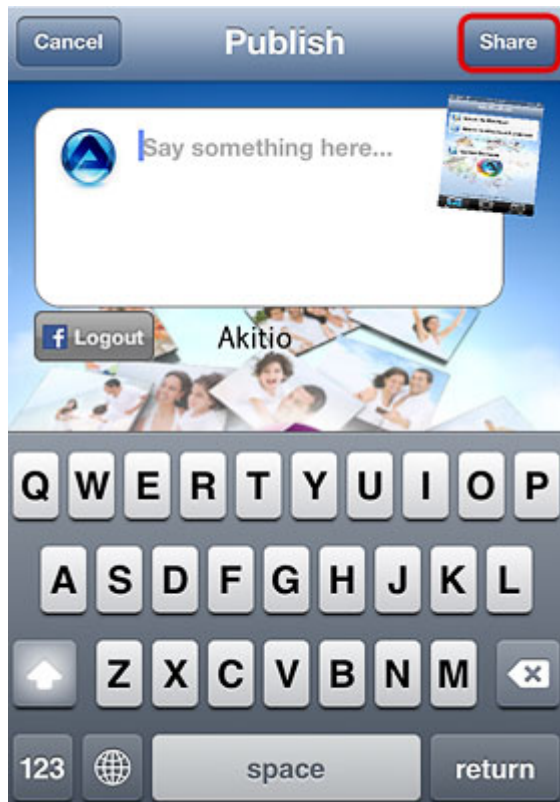 Cancel Publish Share
Say something here...
Logout Akitio
Q W E R T Y U I O P
A S D F G H J K L
Z X C V B N M
123 space return